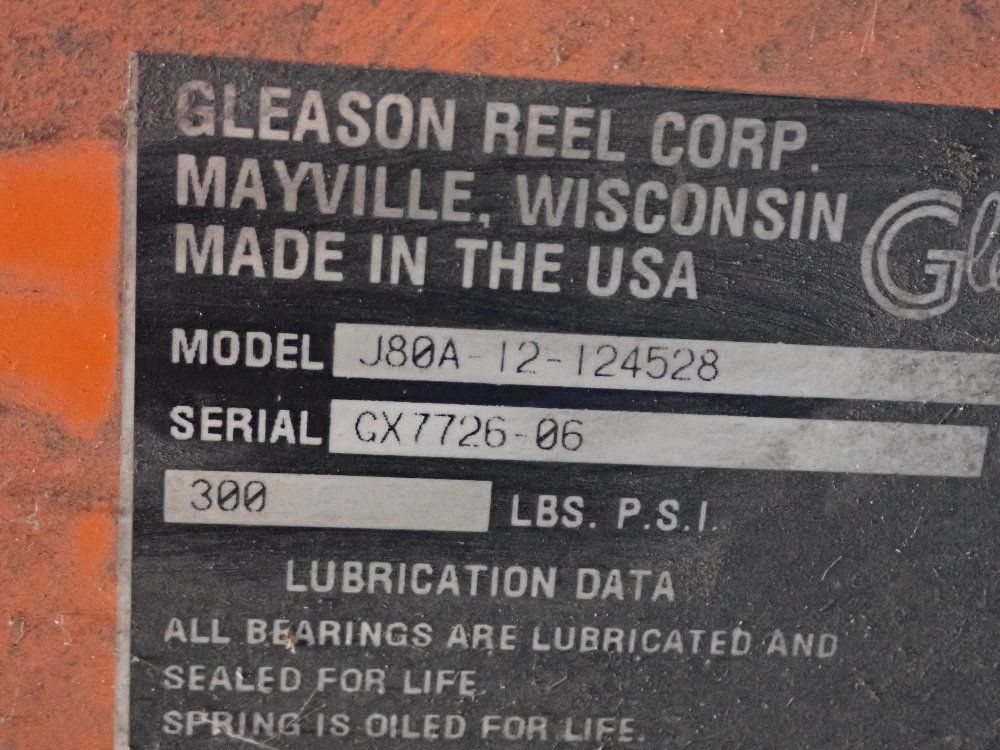 GLEASON REEL CORP.
MAYVILLE, WISCONSIN
MADE IN THE USA
MODEL J80A-12-124528
SERIAL GX7726-06
300 LBS. P.S.I.
LUBRICATION DATA
ALL BEARINGS ARE LUBRICATED AND
SEALED FOR LIFE
SPRING IS OILED FOR LIFE.